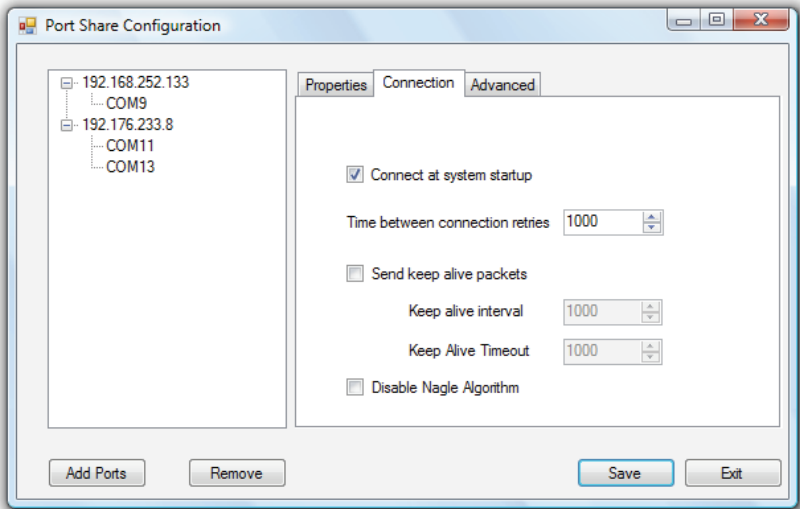 Port Share Configuration
192.168.252.133
COM9
192.176.233.8
COM11
COM13
Properties Connection Advanced
Connect at system startup
Time between connection retries 1000
Send keep alive packets
Keep alive interval 1000
Keep Alive Timeout 1000
Disable Nagle Algorithm
Add Ports Remove Save Exit